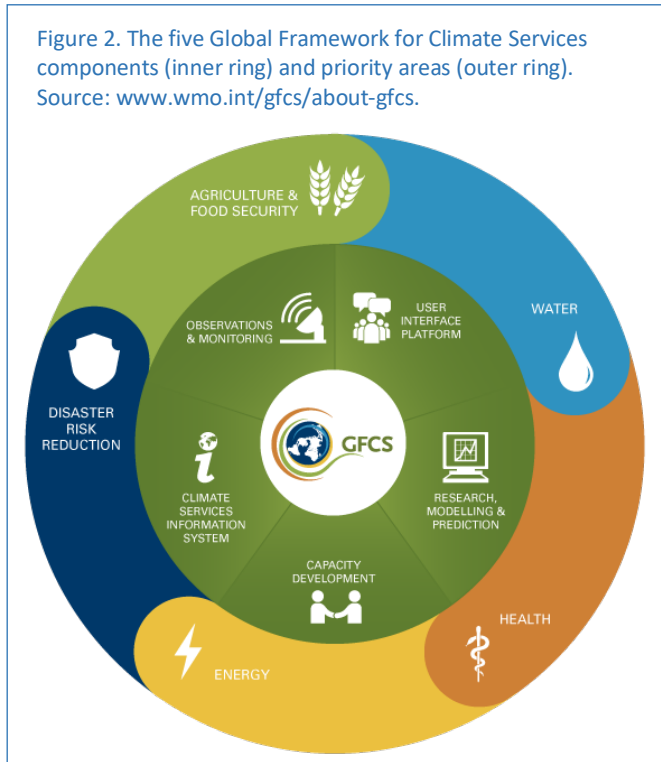 Figure 2. The five Global Framework for Climate Services
components (inner ring) and priority areas (outer ring).
Source: www.wmo.int/gfcs/about-gfcs.
AGRICULTURE &
FOOD SECURITY
WATER
OBSERVATIONS
& MONITORING
USER
INTERFACE
PLATFORM
DISASTER
RISK
REDUCTION
GFCS
CLIMATE
SERVICES
INFORMATION
SYSTEM
RESEARCH,
MODELLING &
PREDICTION
CAPACITY
DEVELOPMENT
HEALTH
ENERGY